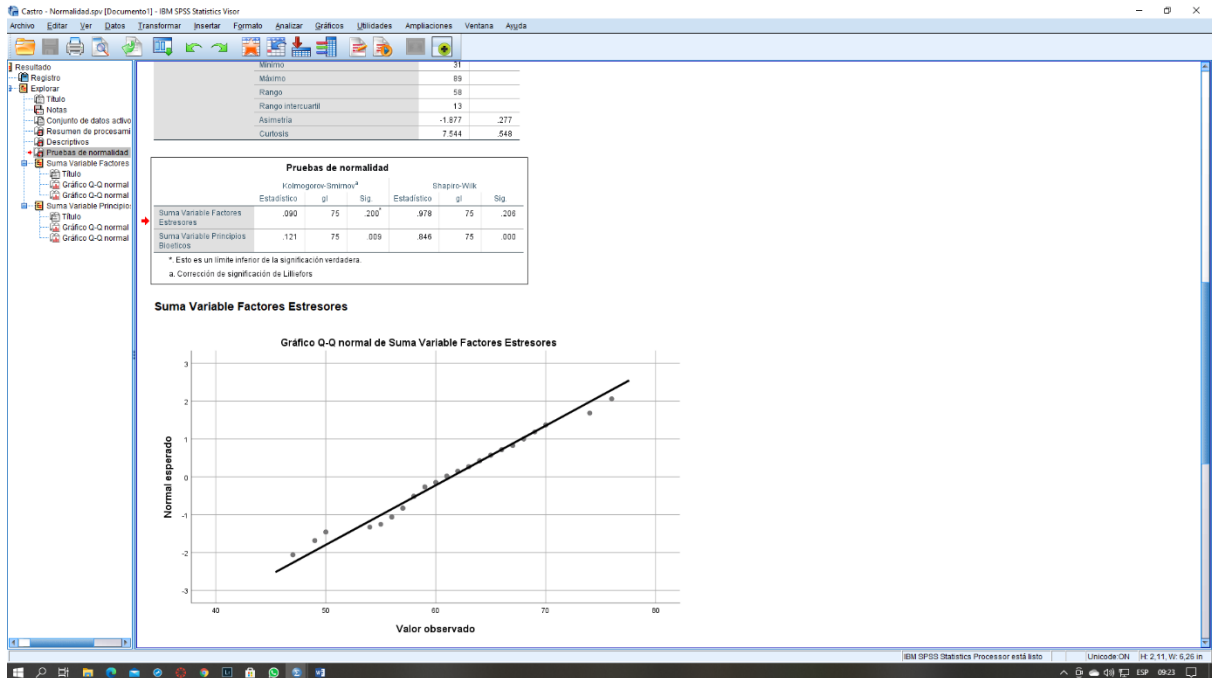 Castro - Normalidad.spv [Documento1] - IBM SPSS Statistics Visor
Archivo Editar Ver Datos Transformar Insertar Formato Analizar Gráficos Utilidades Ampliaciones Ventana Ayuda
Resultado
Registro
Explorar
Título
Notas
Conjunto de datos activo
Resumen de procesami
Descriptivos
Pruebas de normalidad
Suma Variable Factores
Título
Gráfico Q-Q normal
Gráfico Q-Q normal
Suma Variable Principio
Título
Gráfico Q-Q normal
Gráfico Q-Q normal
Mínimo 31
Máximo 89
Rango 58
Rango intercuartil 13
Asimetría -1.877 .277
Curtosis 7.544 .548
Pruebas de normalidad
Kolmogorov-Smirnov a Shapiro-Wilk
Estadístico gl Sig. Estadístico gl Sig.
Suma Variable Factores Estresores .090 75 .200* .978 75 .206
Suma Variable Principios Bioeticos .121 75 .009 .846 75 .000
*. Esto es un límite inferior de la significación verdadera.
a. Corrección de significación de Lilliefors
Suma Variable Factores Estresores
Gráfico Q-Q normal de Suma Variable Factores Estresores
Normal esperado
3
2
1
0
-1
-2
-3
40 50 60 70 80
Valor observado
IBM SPSS Statistics Processor está listo Unicode:ON H: 2,11, W: 6,26 in
ESP 09:23